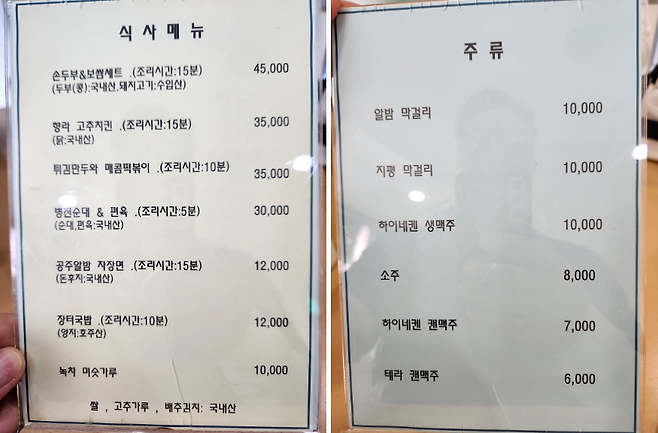 식사메뉴
손두부&보쌈세트 .(조리시간:15분) 45,000
(두부(콩):국내산.돼지고기:수입산)
향라 고추치킨 .(조리시간:15분) 35,000
(닭:국내산)
튀김만두와 매콤떡볶이 .(조리시간:10분) 35,000
병천순대 & 편육 .(조리시간:5분) 30,000
(순대,편육:국내산)
공주알밤 자장면 .(조리시간:15분) 12,000
(돈후지:국내산)
장터국밥 .(조리시간:10분) 12,000
(양지:호주산)
녹차 미숫가루 10,000
쌀 , 고추가루 , 배추김치: 국내산
주 류
알밤 막걸리 10,000
지평 막걸리 10,000
하이네켄 생맥주 10,000
소주 8,000
하이네켄 캔맥주 7,000
테라 캔맥주 6,000